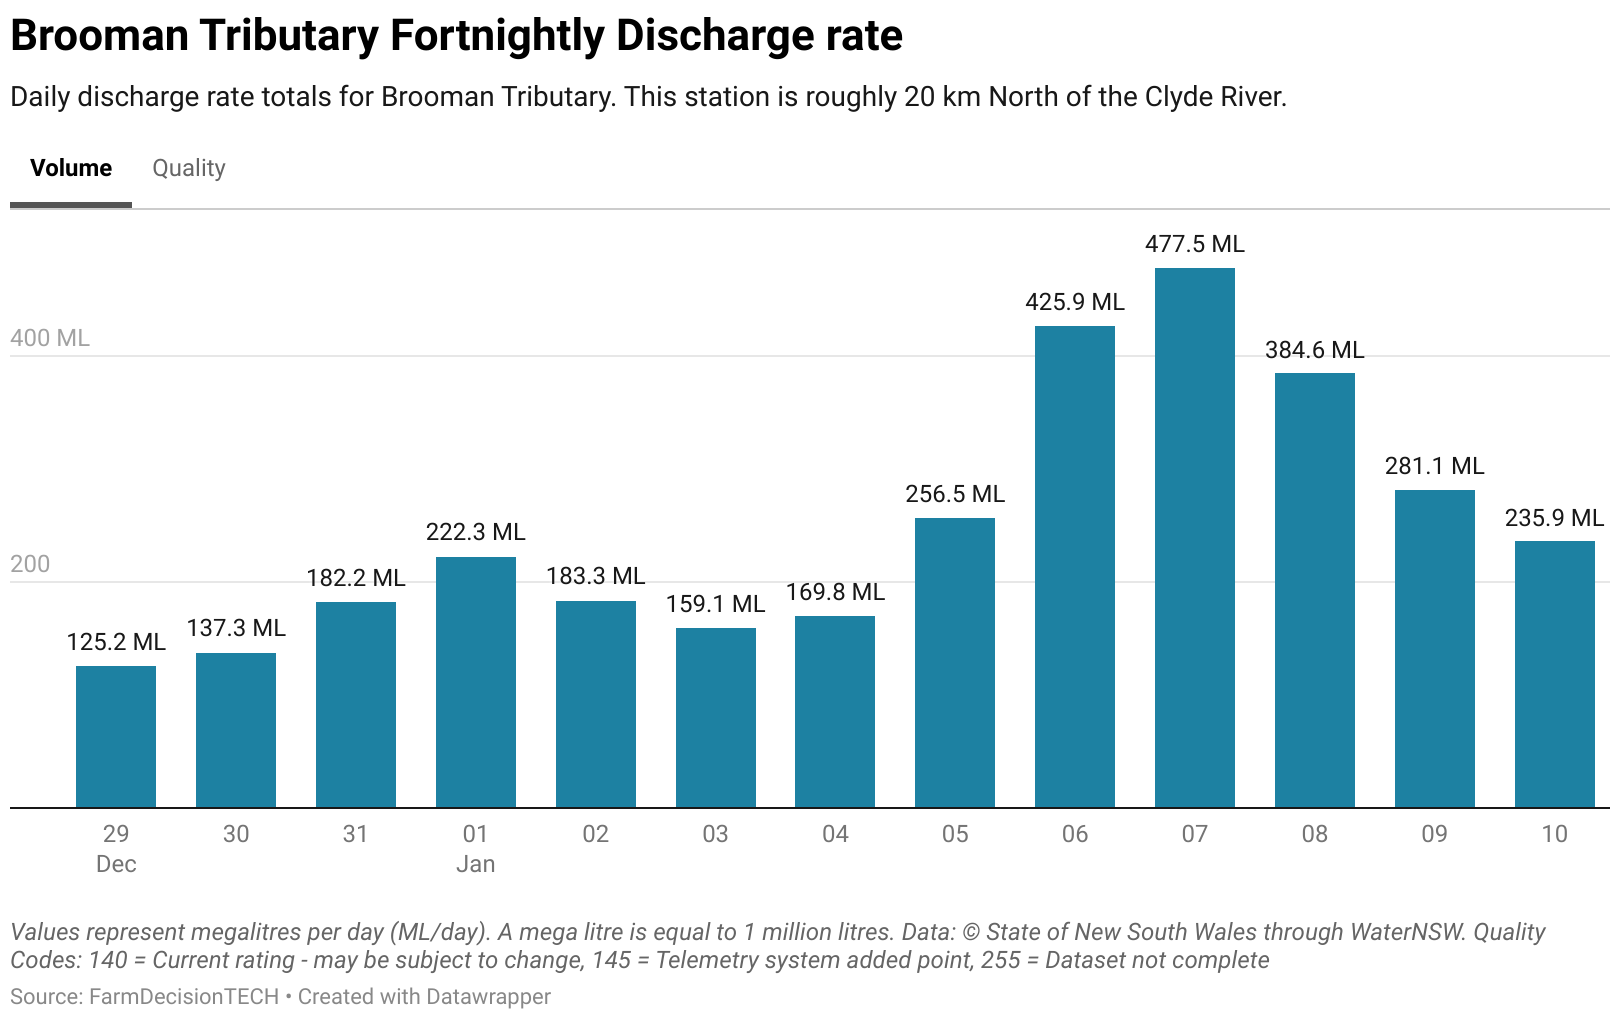 Brooman Tributary Fortnightly Discharge rate
Daily discharge rate totals for Brooman Tributary. This station is roughly 20 km North of the Clyde River.
Volume Quality
477.5 ML
425.9 ML
400 ML
384.6 ML
281.1 ML
256.5 ML
235.9 ML
222.3 ML
200
182.2 ML
183.3 ML
169.8 ML
159.1 ML
137.3 ML
125.2 ML
29 30 31 01 02 03 04 05 06 07 08 09 10
Dec Jan
Values represent megalitres per day (ML/day). A mega litre is equal to 1 million litres. Data: © State of New South Wales through WaterNSW. Quality
Codes: 140 = Current rating - may be subject to change, 145 = Telemetry system added point, 255 = Dataset not complete
Source: FarmDecisionTECH • Created with Datawrapper